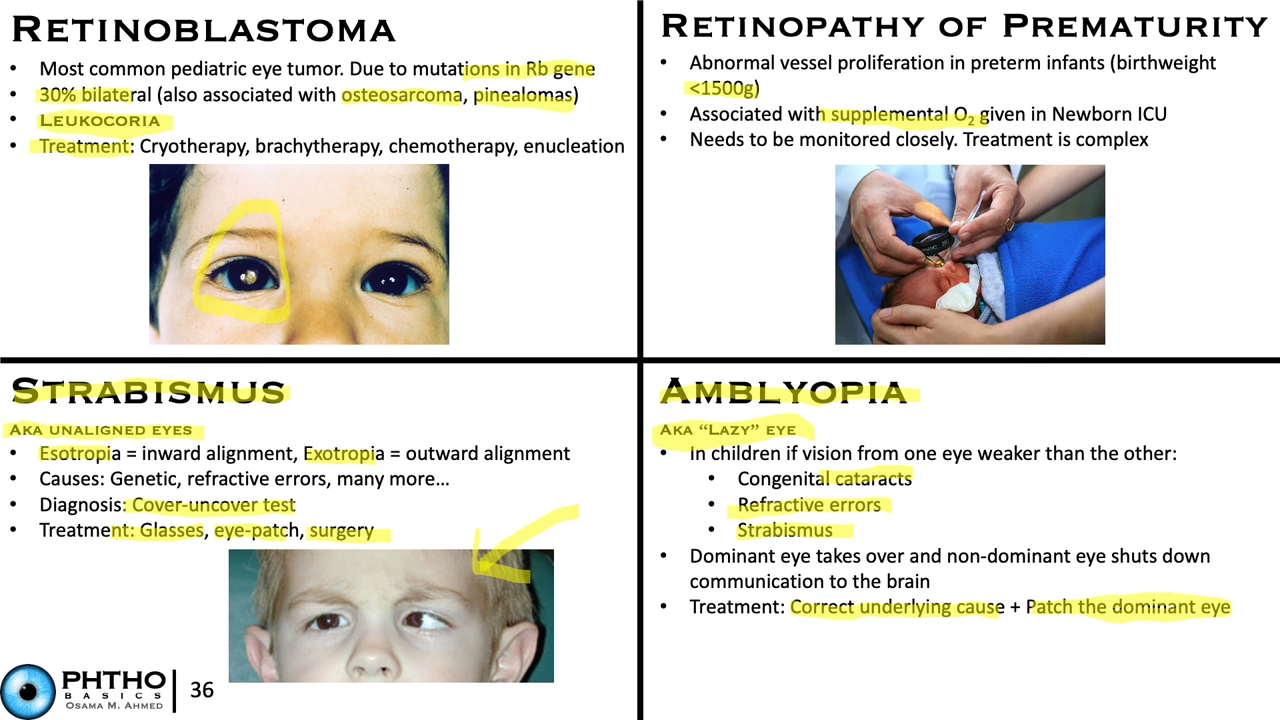 RETINOBLASTOMA
• Most common pediatric eye tumor. Due to mutations in Rb gene
• 30% bilateral (also associated with osteosarcoma, pinealomas)
• LEUKOCORIA
• Treatment: Cryotherapy, brachytherapy, chemotherapy, enucleation
RETINOPATHY OF PREMATURITY
• Abnormal vessel proliferation in preterm infants (birthweight
<1500g)
• Associated with supplemental O₂ given in Newborn ICU
• Needs to be monitored closely. Treatment is complex
STRABISMUS
AKA UNALIGNED EYES
• Esotropia = inward alignment, Exotropia = outward alignment
• Causes: Genetic, refractive errors, many more…
• Diagnosis: Cover-uncover test
• Treatment: Glasses, eye-patch, surgery
AMBLYOPIA
AKA “LAZY” EYE
• In children if vision from one eye weaker than the other:
• Congenital cataracts
• Refractive errors
• Strabismus
• Dominant eye takes over and non-dominant eye shuts down
communication to the brain
• Treatment: Correct underlying cause + Patch the dominant eye
PHTHO
BASICS
OSAMA M. AHMED
36